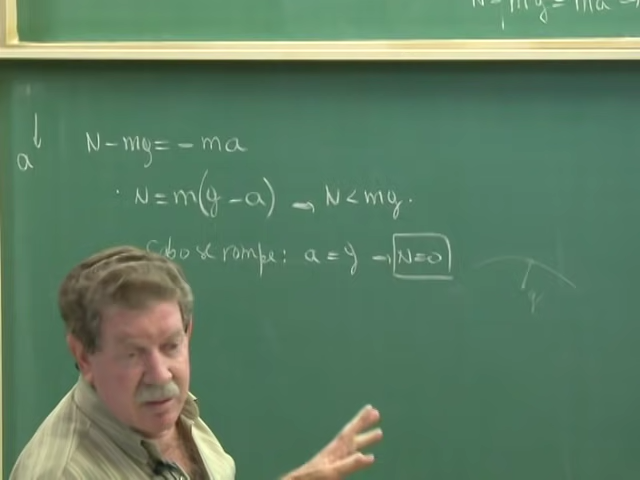 N-mg=ma→
a↓
N-mg=-ma
· N=m(g-a) → N<mg.
Cabo se rompe: a=g → N=0
g